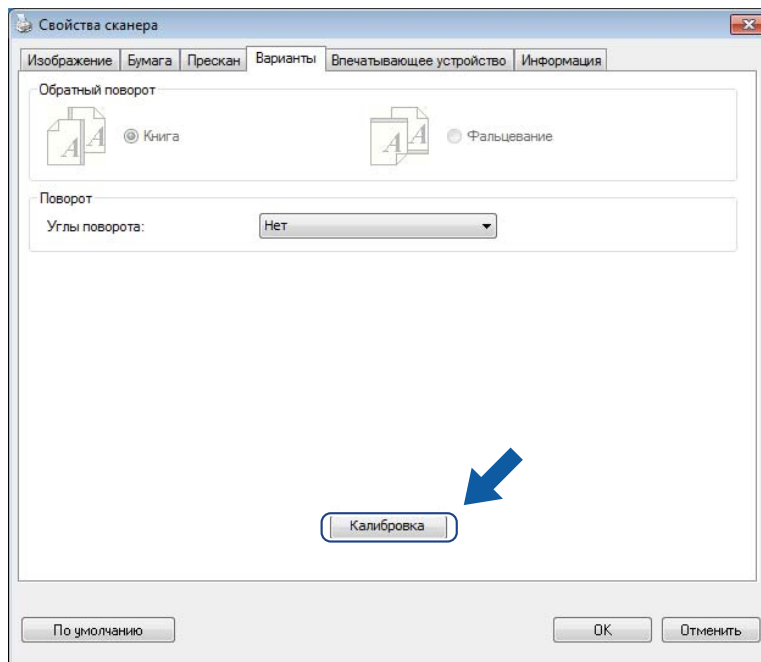 Свойства сканера
Изображение Бумага Прескан Варианты Впечатывающее устройство Информация
Обратный поворот
A A Книга A A Фальцевание
Поворот
Углы поворота: Нет
Калибровка
По умолчанию OK Отменить